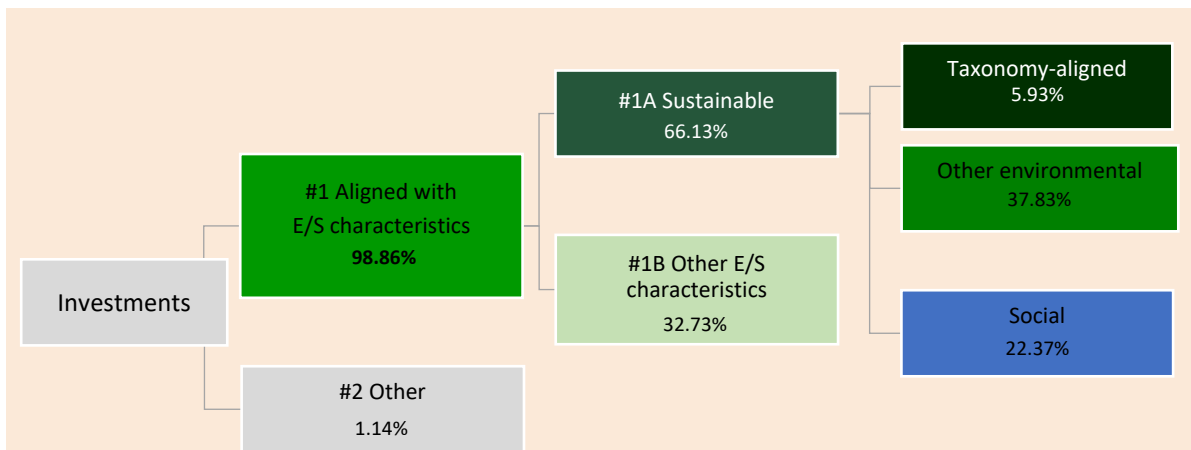 Investments
#1 Aligned with
E/S characteristics
98.86%
#2 Other
1.14%
#1A Sustainable
66.13%
#1B Other E/S
characteristics
32.73%
Taxonomy-aligned
5.93%
Other environmental
37.83%
Social
22.37%